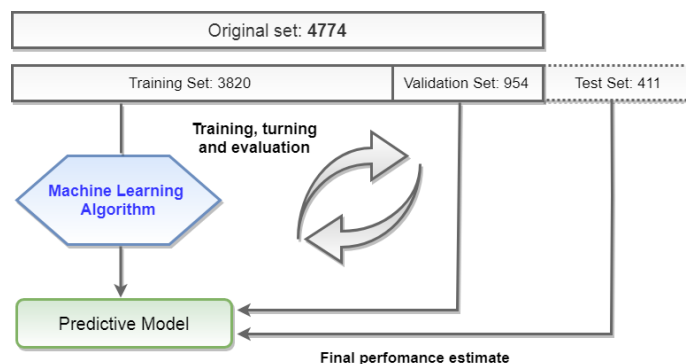 Original set: 4774
Training Set: 3820
Validation Set: 954
Test Set: 411
Training, turning
and evaluation
Machine Learning
Algorithm
Predictive Model
Final perfomance estimate